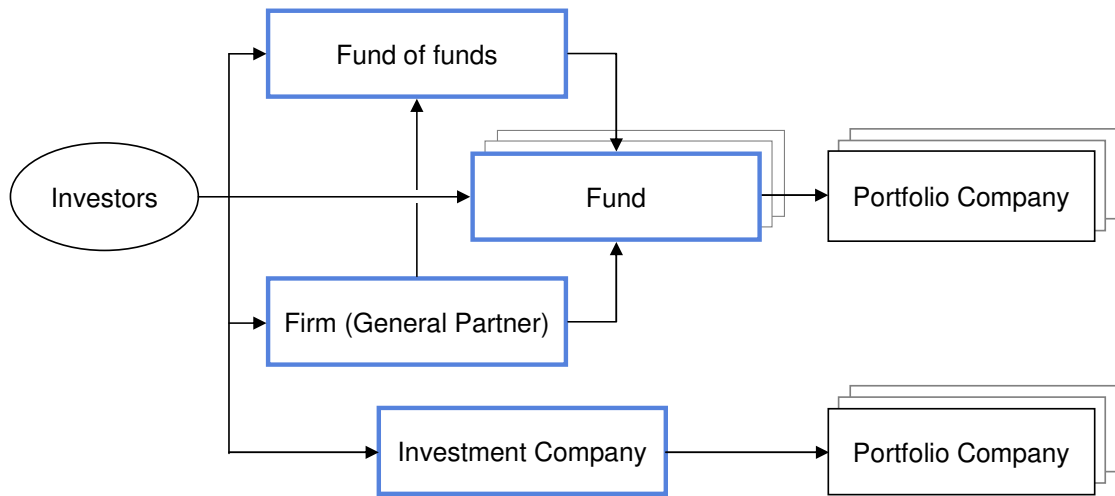 Fund of funds
Investors
Fund
Portfolio Company
Firm (General Partner)
Investment Company
Portfolio Company